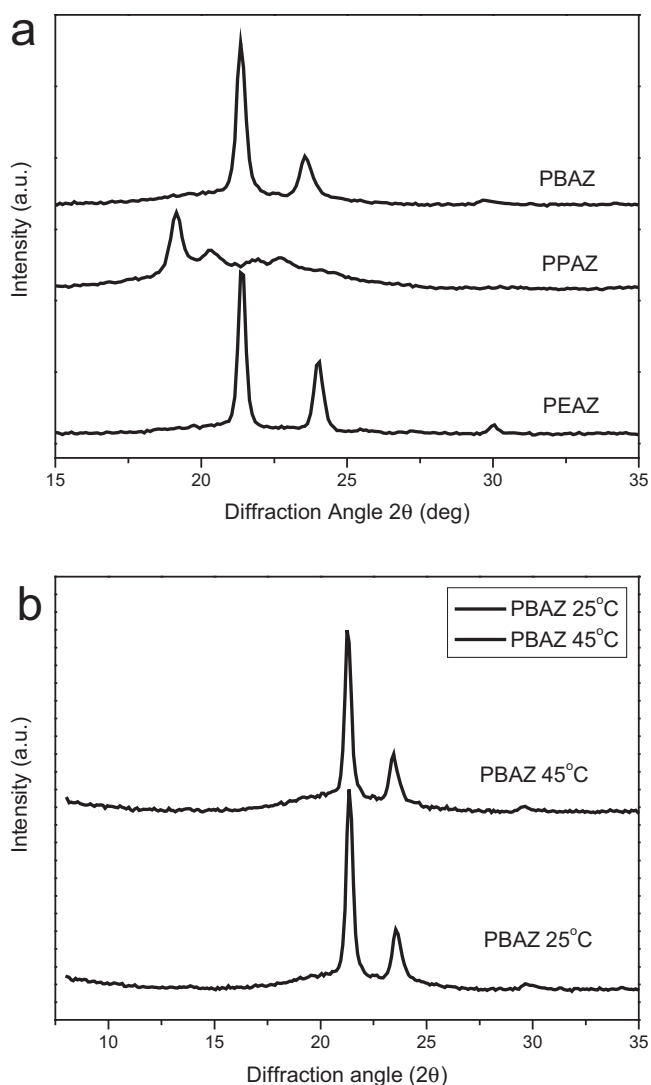 a
Intensity (a.u.)
PBAZ
PPAZ
PEAZ
15 20 25 30 35
Diffraction Angle 2θ (deg)
b
Intensity (a.u.)
PBAZ 25°C
PBAZ 45°C
PBAZ 45°C
PBAZ 25°C
10 15 20 25 30 35
Diffraction angle (2θ)